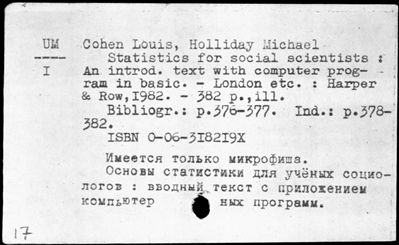 UM Cohen Louis, Holliday Michael
---- Statistics for social scientists :
I An introd. text with computer prog-
ram in basic. - London etc. : Harper
& Row,I982. - 382 p.,ill.
Bibliogr.: p.376-377. Ind.: p.378-
382.
ISBN 0-06-3I82I9X
Имеется только микрофиша.
Основы статистики для учёных социо-
логов : вводный текст с приложением
компьютер ных программ.
17